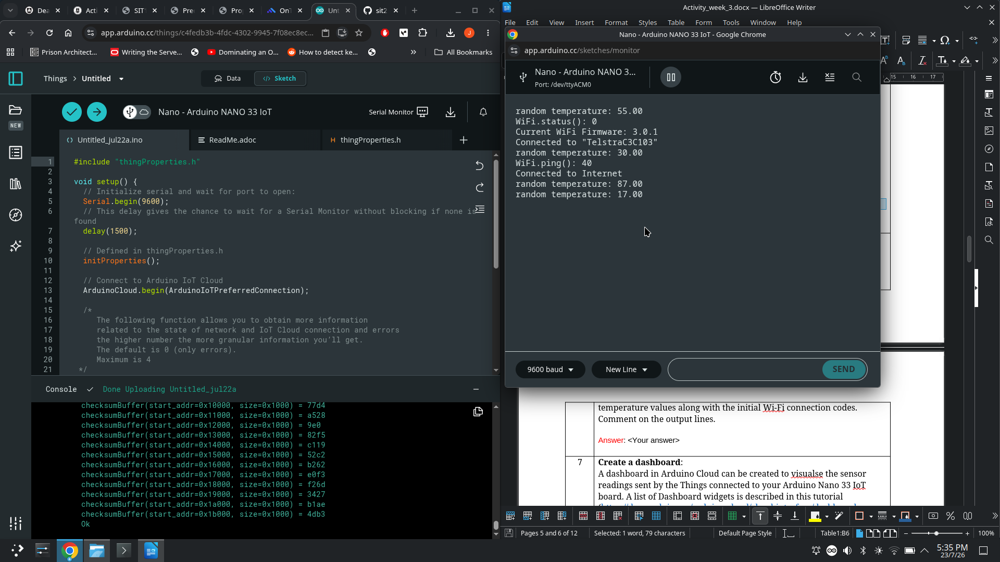 Dea
Acti
SIT
Pre
Pro
On
Unt
sit2
app.arduino.cc/things/c4fedb3b-4fdc-4302-9945-7f08ec8ec...
J
Prison Architect...
Writing the Serve...
Dominating an O...
How to detect ke...
»
All Bookmarks
Things > Untitled
Data
</> Sketch
NEW
Nano - Arduino NANO 33 IoT
Serial Monitor
Untitled_jul22a.ino
ReadMe.adoc
H thingProperties.h
1 #include "thingProperties.h"
2
3 void setup() {
4 // Initialize serial and wait for port to open:
5 Serial.begin(9600);
6 // This delay gives the chance to wait for a Serial Monitor without blocking if none is
found
7 delay(1500);
8
9 // Defined in thingProperties.h
10 initProperties();
11
12 // Connect to Arduino IoT Cloud
13 ArduinoCloud.begin(ArduinoIoTPreferredConnection);
14
15 /*
16 The following function allows you to obtain more information
17 related to the state of network and IoT Cloud connection and errors
18 the higher number the more granular information you'll get.
19 The default is 0 (only errors).
20 Maximum is 4
21 */
Console
Done Uploading Untitled_jul22a
checksumBuffer(start_addr=0x10000, size=0x1000) = 77d4
checksumBuffer(start_addr=0x11000, size=0x1000) = a528
checksumBuffer(start_addr=0x12000, size=0x1000) = 9e0
checksumBuffer(start_addr=0x13000, size=0x1000) = 82f5
checksumBuffer(start_addr=0x14000, size=0x1000) = c119
checksumBuffer(start_addr=0x15000, size=0x1000) = 52c2
checksumBuffer(start_addr=0x16000, size=0x1000) = b262
checksumBuffer(start_addr=0x17000, size=0x1000) = e0f3
checksumBuffer(start_addr=0x18000, size=0x1000) = f26d
checksumBuffer(start_addr=0x19000, size=0x1000) = 3427
checksumBuffer(start_addr=0x1a000, size=0x1000) = b1ae
checksumBuffer(start_addr=0x1b000, size=0x1000) = 4db3
Ok
Activity_week_3.docx — LibreOffice Writer
File Edit View Insert Format Styles Table Form Tools Window Help
Nano - Arduino NANO 33 IoT - Google Chrome
app.arduino.cc/sketches/monitor
Nano - Arduino NANO 3...
Port: /dev/ttyACM0
15 16 17
random temperature: 55.00
WiFi.status(): 0
Current WiFi Firmware: 3.0.1
Connected to "TelstraC3C103"
random temperature: 30.00
WiFi.ping(): 40
Connected to Internet
random temperature: 87.00
random temperature: 17.00
9600 baud
New Line
SEND
temperature values along with the initial Wi-Fi connection codes.
Comment on the output lines.
Answer: <Your answer>
7 Create a dashboard:
A dashboard in Arduino Cloud can be created to visualse the sensor
readings sent by the Things connected to your Arduino Nano 33 IoT
board. A list of Dashboard widgets is described in this tutorial
Pages 5 and 6 of 12
Selected: 1 word, 79 characters
Default Page Style
Table1:B6
100%
5:35 PM
23/7/26